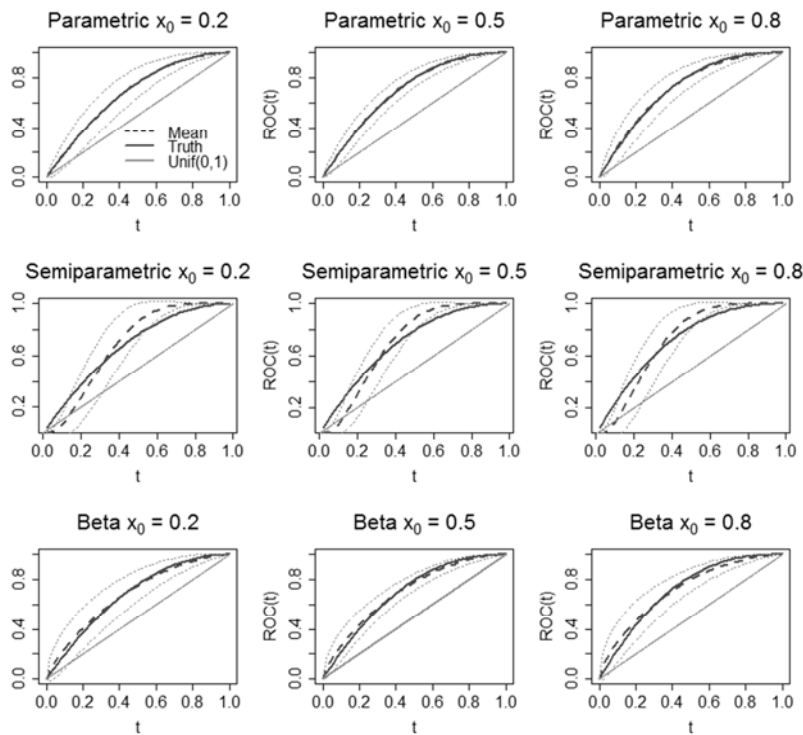 Parametric x₀ = 0.2
Parametric x₀ = 0.5
Parametric x₀ = 0.8
0.0 0.4 0.8
Mean
Truth
Unif(0,1)
0.0 0.2 0.4 0.6 0.8 1.0
t
ROC(t)
0.0 0.4 0.8
0.0 0.2 0.4 0.6 0.8 1.0
t
ROC(t)
0.0 0.4 0.8
0.0 0.2 0.4 0.6 0.8 1.0
t
Semiparametric x₀ = 0.2
Semiparametric x₀ = 0.5
Semiparametric x₀ = 0.8
0.2 0.6 1.0
0.0 0.2 0.4 0.6 0.8 1.0
t
ROC(t)
0.2 0.6 1.0
0.0 0.2 0.4 0.6 0.8 1.0
t
ROC(t)
0.2 0.6 1.0
0.0 0.2 0.4 0.6 0.8 1.0
t
Beta x₀ = 0.2
Beta x₀ = 0.5
Beta x₀ = 0.8
0.0 0.4 0.8
0.0 0.2 0.4 0.6 0.8 1.0
t
ROC(t)
0.0 0.4 0.8
0.0 0.2 0.4 0.6 0.8 1.0
t
ROC(t)
0.0 0.4 0.8
0.0 0.2 0.4 0.6 0.8 1.0
t